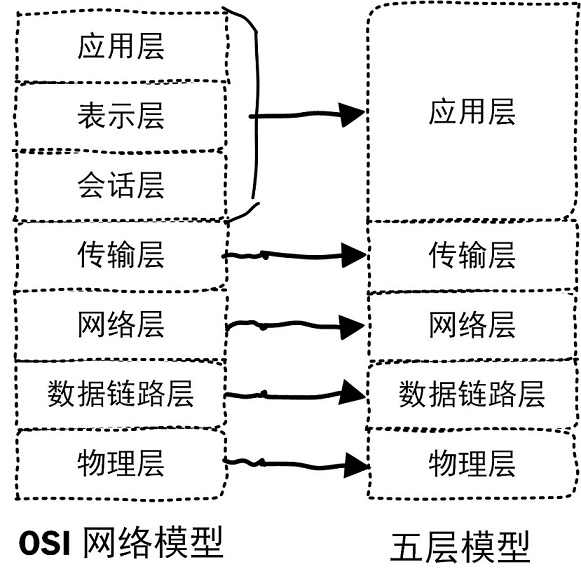 应用层
表示层
会话层
传输层
网络层
数据链路层
物理层
OSI 网络模型
应用层
传输层
网络层
数据链路层
物理层
五层模型